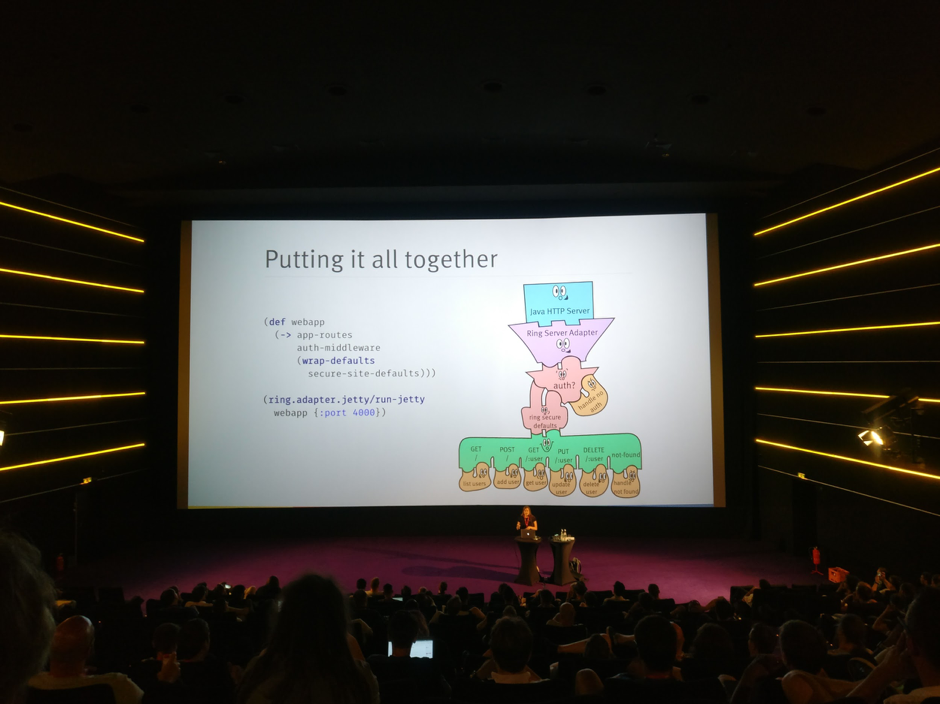 Putting it all together
(def webapp
(-> app-routes
auth-middleware
(wrap-defaults
secure-site-defaults)))
(ring.adapter.jetty/run-jetty
webapp {:port 4000})
Java HTTP Server
Ring Server Adapter
auth?
handle no
auth
ring secure
defaults
GET
/
POST
/
GET
/:user
PUT
/:user
DELETE
/:user
not-found
list users
add user
get user
update
user
delete
user
handle
not found